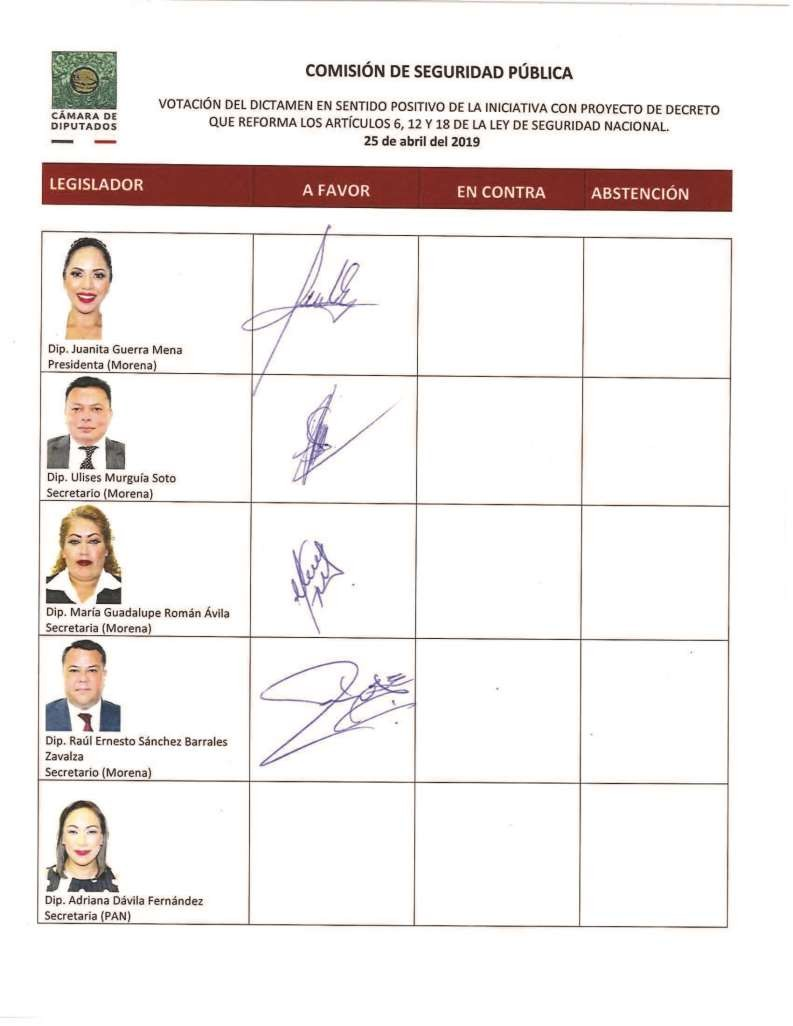 COMISIÓN DE SEGURIDAD PÚBLICA
CÁMARA DE
DIPUTADOS
VOTACIÓN DEL DICTAMEN EN SENTIDO POSITIVO DE LA INICIATIVA CON PROYECTO DE DECRETO
QUE REFORMA LOS ARTÍCULOS 6, 12 Y 18 DE LA LEY DE SEGURIDAD NACIONAL.
25 de abril del 2019
LEGISLADOR A FAVOR EN CONTRA ABSTENCIÓN
Dip. Juanita Guerra Mena
Presidenta (Morena)
Dip. Ulises Murguía Soto
Secretario (Morena)
Dip. María Guadalupe Román Ávila
Secretaria (Morena)
Dip. Raúl Ernesto Sánchez Barrales
Zavalza
Secretario (Morena)
Dip. Adriana Dávila Fernández
Secretaria (PAN)